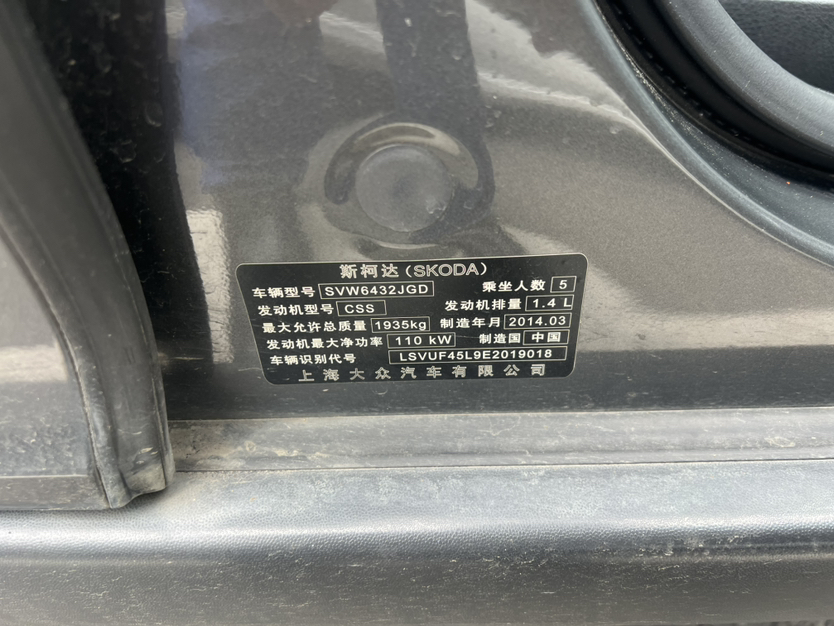 斯柯达(SKODA)
车辆型号 SVW6432JGD 乘坐人数 5
发动机型号 CSS 发动机排量 1.4 L
最大允许总质量 1935kg 制造年月 2014.03
发动机最大净功率 110 kW 制造国 中国
车辆识别代号 LSVUF45L9E2019018
上海大众汽车有限公司